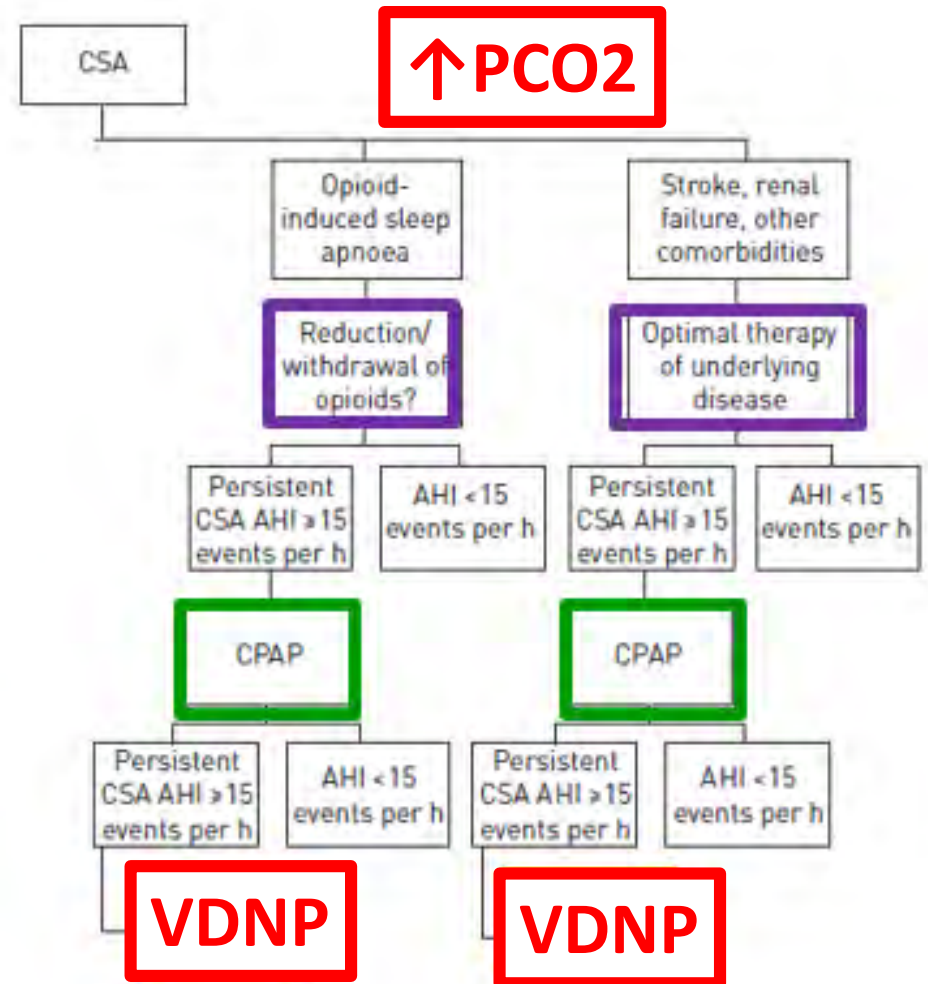 CSA
↑PCO2
Opioid-
induced sleep
apnoea
Stroke, renal
failure, other
comorbidities
Reduction/
withdrawal of
opioids?
Optimal therapy
of underlying
disease
Persistent
CSA AHI ⩾15
events per h
AHI <15
events per h
Persistent
CSA AHI ⩾15
events per h
AHI <15
events per h
CPAP
CPAP
Persistent
CSA AHI ⩾15
events per h
AHI <15
events per h
Persistent
CSA AHI ⩾15
events per h
AHI <15
events per h
VDNP
VDNP